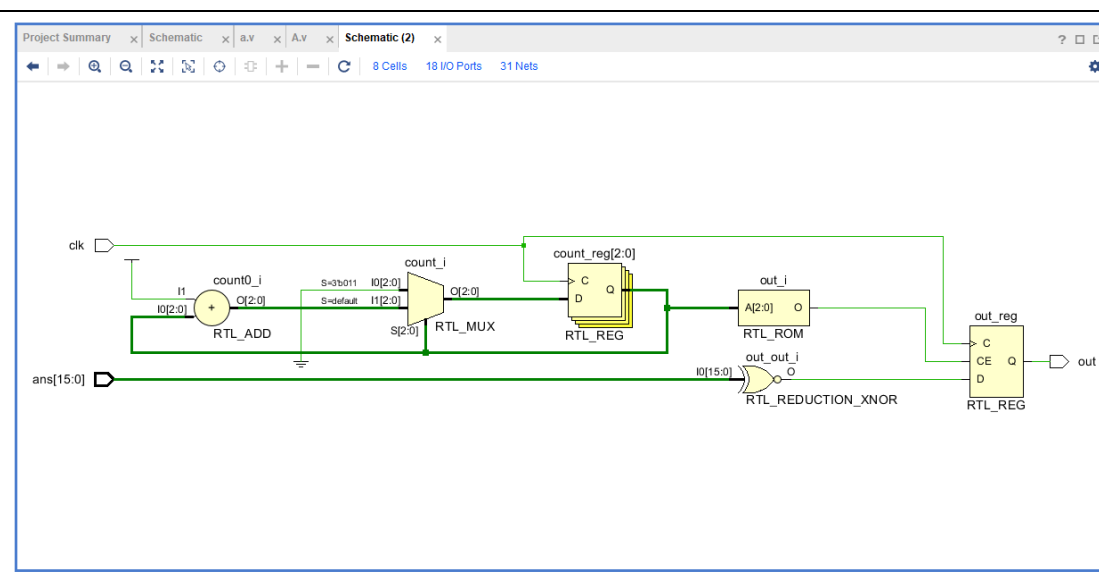 Project Summary × Schematic × a.v × A.v × Schematic (2) ×
?
8 Cells 18 I/O Ports 31 Nets
clk
count_reg[2:0]
C
D
Q
RTL_REG
count_i
S=3'b011 I0[2:0]
S=default I1[2:0]
O[2:0]
S[2:0]
RTL_MUX
count0_i
I1
I0[2:0]
+
O[2:0]
RTL_ADD
out_i
A[2:0] O
RTL_ROM
out_reg
C
CE Q
D
RTL_REG
out
ans[15:0]
out_out_i
I0[15:0]
O
RTL_REDUCTION_XNOR